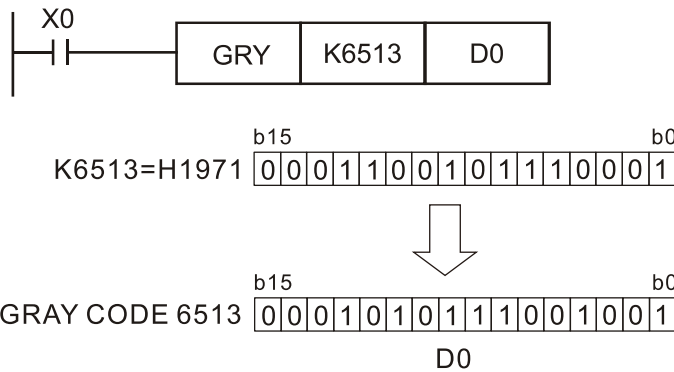 X0
GRY K6513 D0
b15 b0
K6513=H1971 0 0 0 1 1 0 0 1 0 1 1 1 0 0 0 1
b15 b0
GRAY CODE 6513 0 0 0 1 0 1 0 1 1 1 0 0 1 0 0 1
D0